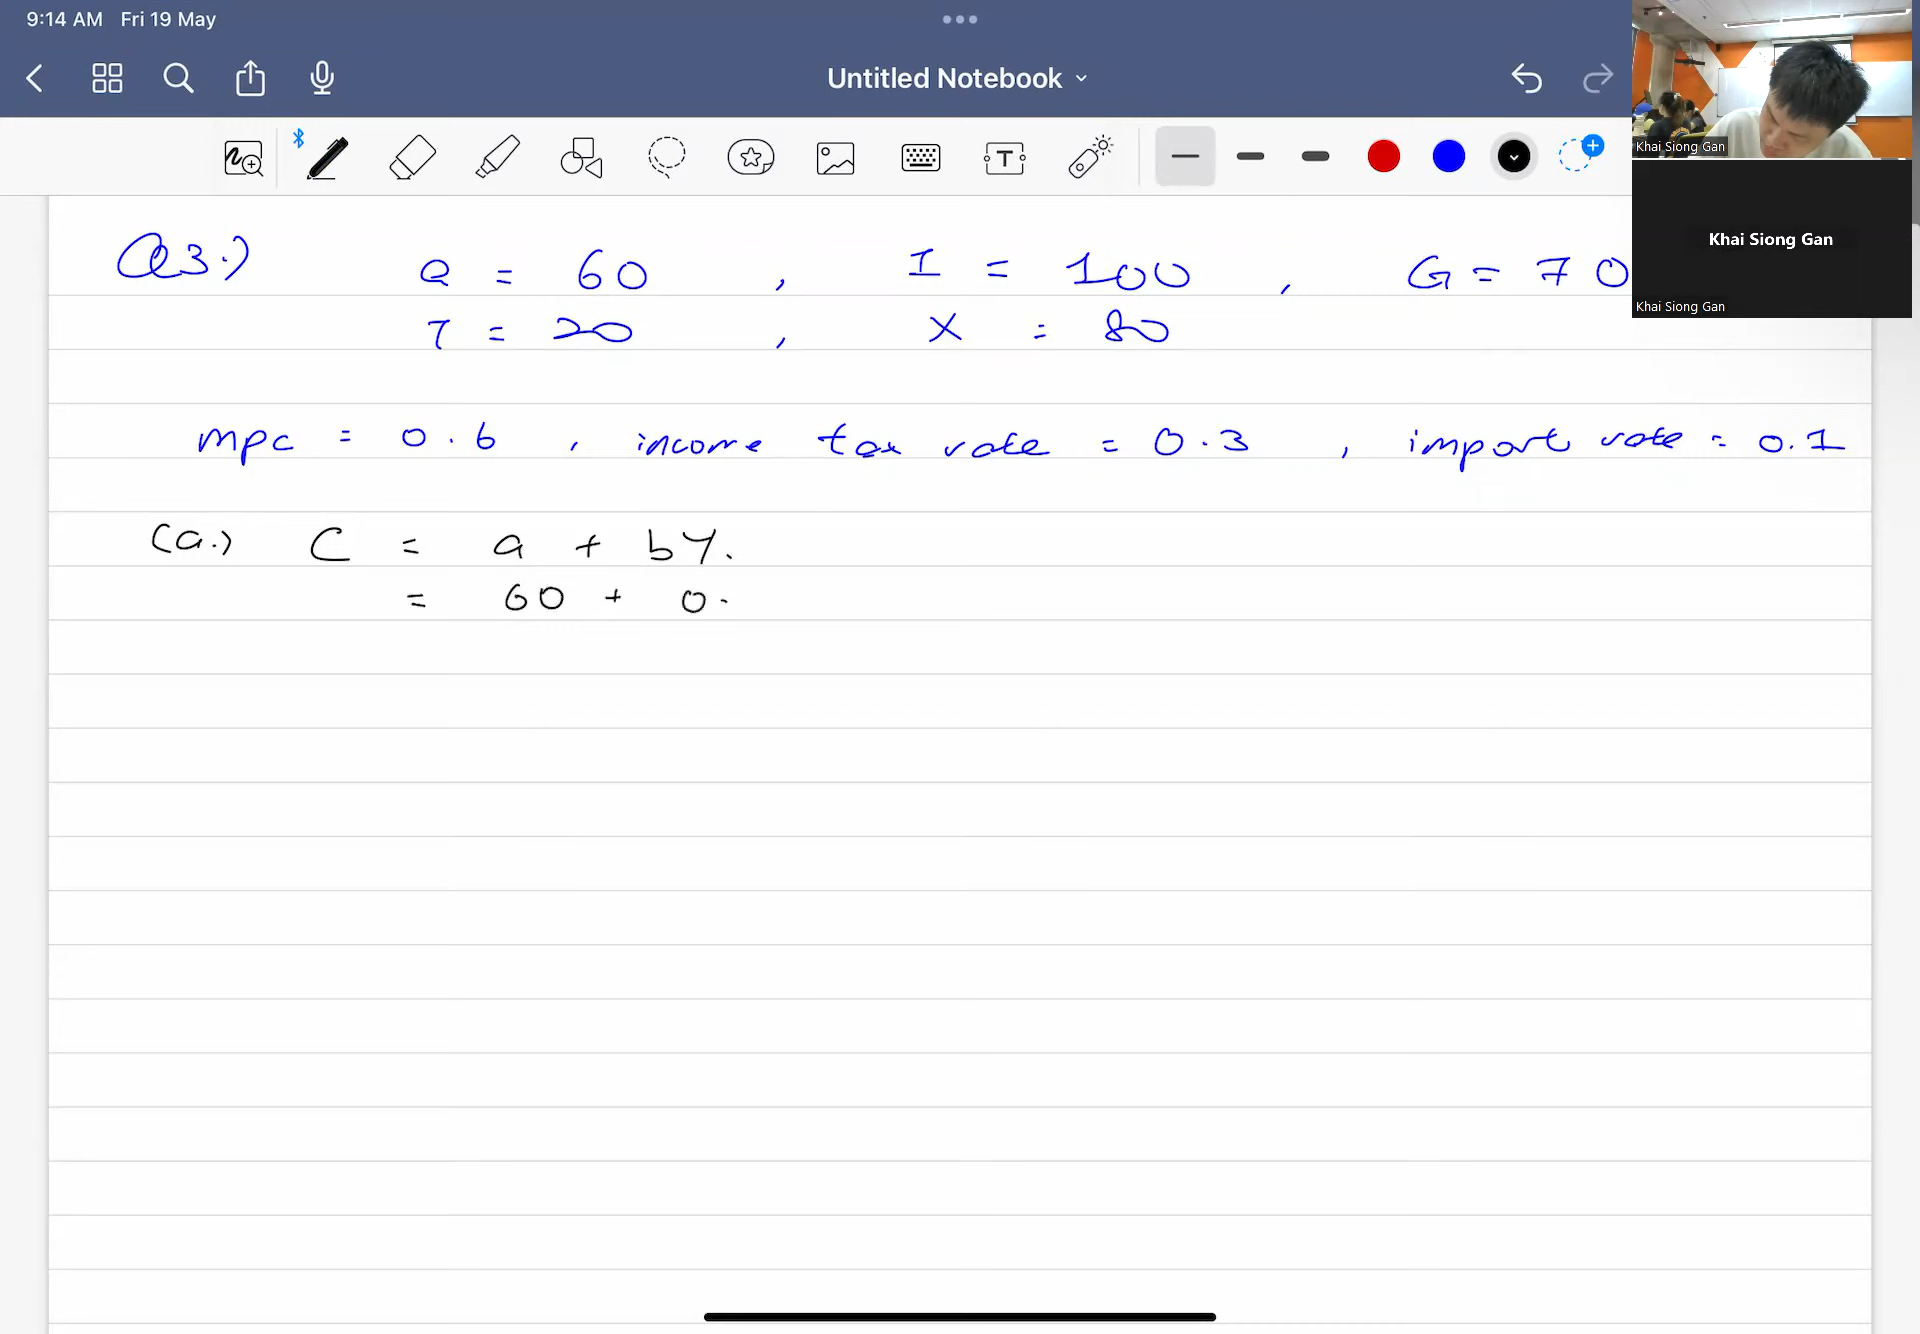 9:14 AM Fri 19 May
Untitled Notebook
Khai Siong Gan
Khai Siong Gan
Khai Siong Gan
Q3.) a = 60 , I = 100 , G = 70
T = 20 , X = 80
mpc = 0.6 , income tax rate = 0.3 , import rate = 0.1
(a.) C = a + bY.
= 60 + 0.